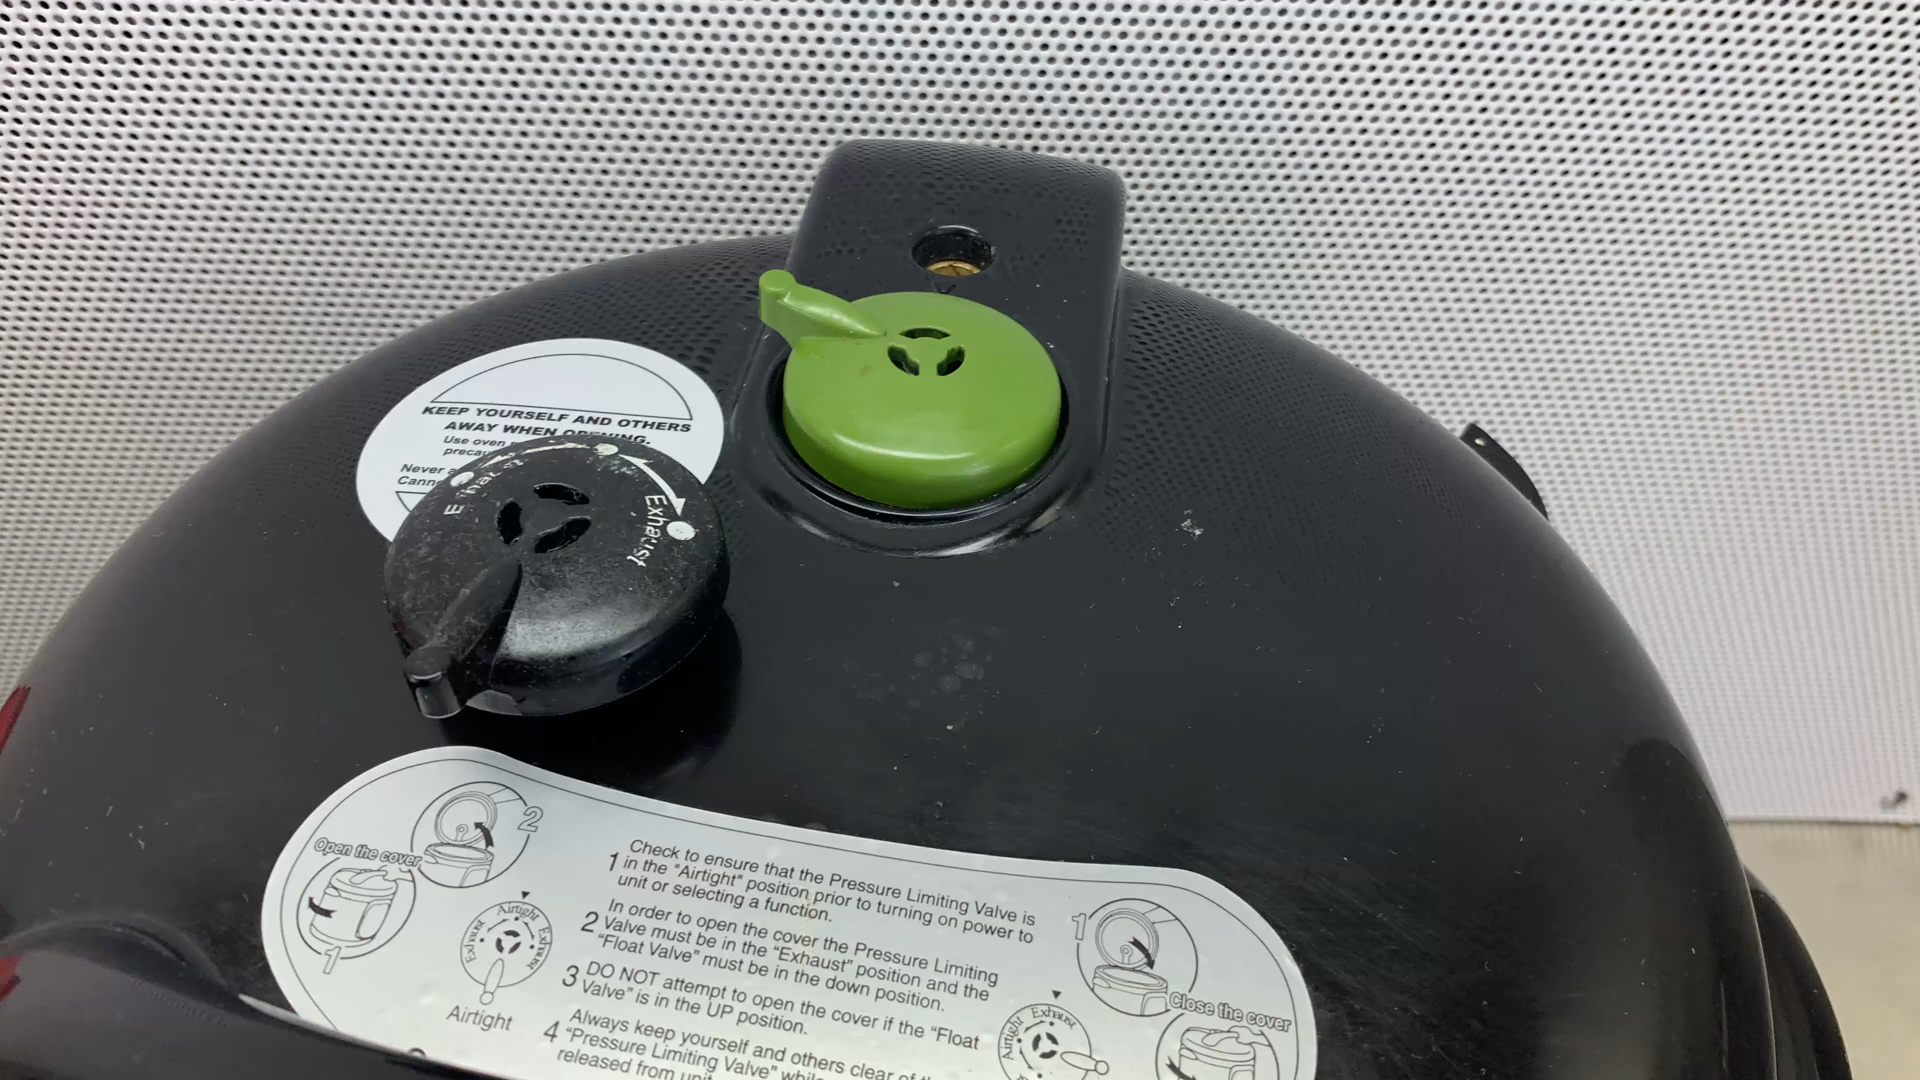 KEEP YOURSELF AND OTHERS
AWAY WHEN OPENING.
Use oven
Never
Exhaust
Open the cover
2
1
Airtight
Exhaust
Exhaust
Airtight
1 Check to ensure that the Pressure Limiting Valve is
in the "Airtight" position prior to turning on power to
unit or selecting a function.
2 In order to open the cover the Pressure Limiting
Valve must be in the "Exhaust" position and the
"Float Valve" must be in the down position.
3 DO NOT attempt to open the cover if the "Float
Valve" is in the UP position.
4 Always keep yourself and others clear of
"Pressure Limiting Valve"
released from
1
Close the cover
Airtight
Exhaust